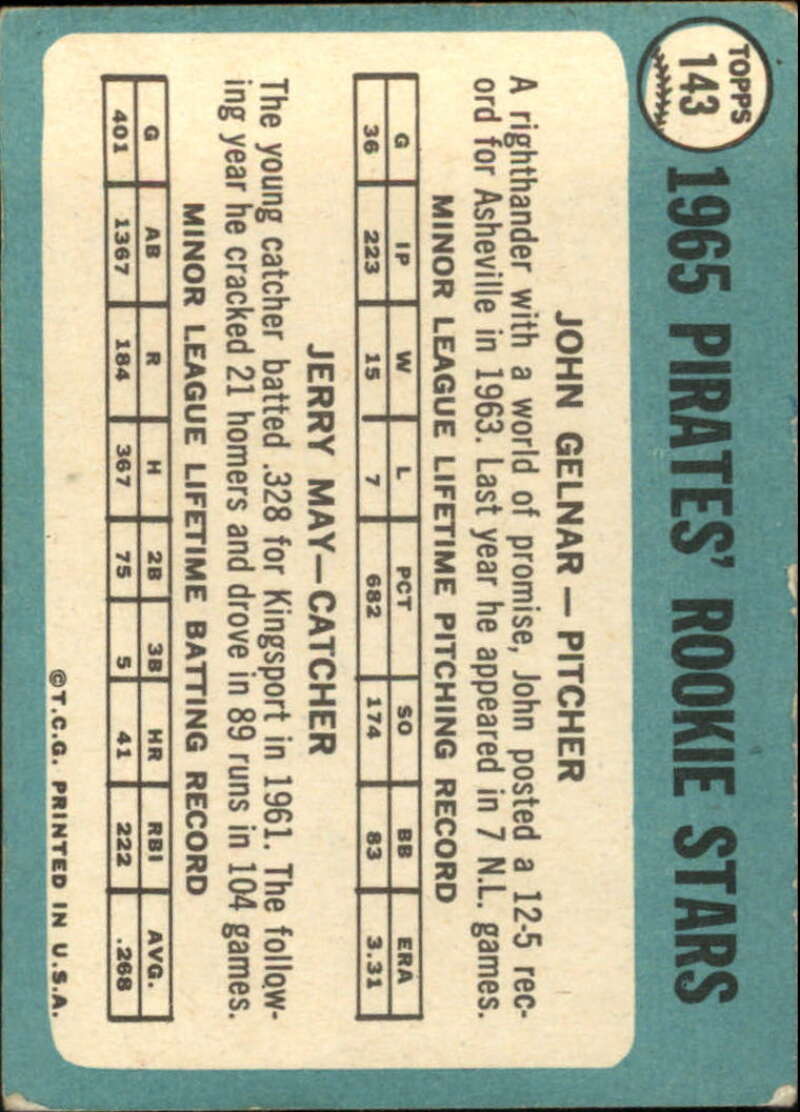 TOPPS
143
1965 PIRATES' ROOKIE STARS
JOHN GELNAR — PITCHER
A righthander with a world of promise, John posted a 12-5 rec-
ord for Asheville in 1963. Last year he appeared in 7 N.L. games.
MINOR LEAGUE LIFETIME PITCHING RECORD
G IP W L PCT SO BB ERA
36 223 15 7 682 174 83 3.31
JERRY MAY—CATCHER
The young catcher batted .328 for Kingsport in 1961. The follow-
ing year he cracked 21 homers and drove in 89 runs in 104 games.
MINOR LEAGUE LIFETIME BATTING RECORD
G AB R H 2B 3B HR RBI AVG.
401 1367 184 367 75 5 41 222 .268
©T.C.G. PRINTED IN U.S.A.